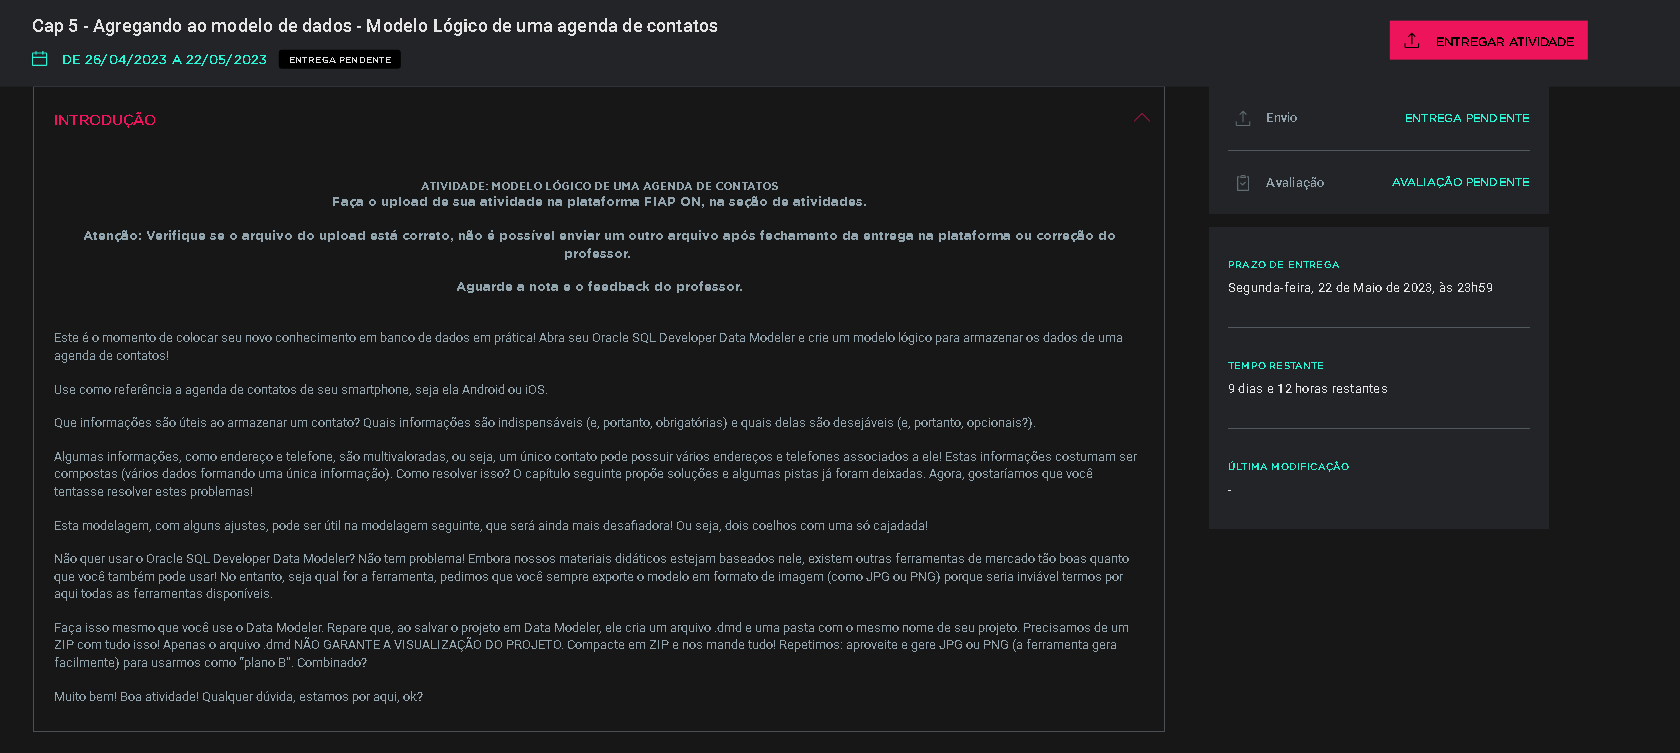 Cap 5 - Agregando ao modelo de dados - Modelo Lógico de uma agenda de contatos
DE 26/04/2023 A 22/05/2023 ENTREGA PENDENTE
ENTREGAR ATIVIDADE
INTRODUÇÃO
ATIVIDADE: MODELO LÓGICO DE UMA AGENDA DE CONTATOS
Faça o upload de sua atividade na plataforma FIAP ON, na seção de atividades.
Atenção: Verifique se o arquivo do upload está correto, não é possível enviar um outro arquivo após fechamento da entrega na plataforma ou correção do
professor.
Aguarde a nota e o feedback do professor.
Este é o momento de colocar seu novo conhecimento em banco de dados em prática! Abra seu Oracle SQL Developer Data Modeler e crie um modelo lógico para armazenar os dados de uma
agenda de contatos!
Use como referência a agenda de contatos de seu smartphone, seja ela Android ou iOS.
Que informações são úteis ao armazenar um contato? Quais informações são indispensáveis (e, portanto, obrigatórias) e quais delas são desejáveis (e, portanto, opcionais?).
Algumas informações, como endereço e telefone, são multivaloradas, ou seja, um único contato pode possuir vários endereços e telefones associados a ele! Estas informações costumam ser
compostas (vários dados formando uma única informação). Como resolver isso? O capítulo seguinte propõe soluções e algumas pistas já foram deixadas. Agora, gostaríamos que você
tentasse resolver estes problemas!
Esta modelagem, com alguns ajustes, pode ser útil na modelagem seguinte, que será ainda mais desafiadora! Ou seja, dois coelhos com uma só cajadada!
Não quer usar o Oracle SQL Developer Data Modeler? Não tem problema! Embora nossos materiais didáticos estejam baseados nele, existem outras ferramentas de mercado tão boas quanto
que você também pode usar! No entanto, seja qual for a ferramenta, pedimos que você sempre exporte o modelo em formato de imagem (como JPG ou PNG) porque seria inviável termos por
aqui todas as ferramentas disponíveis.
Faça isso mesmo que você use o Data Modeler. Repare que, ao salvar o projeto em Data Modeler, ele cria um arquivo .dmd e uma pasta com o mesmo nome de seu projeto. Precisamos de um
ZIP com tudo isso! Apenas o arquivo .dmd NÃO GARANTE A VISUALIZAÇÃO DO PROJETO. Compacte em ZIP e nos mande tudo! Repetimos: aproveite e gere JPG ou PNG (a ferramenta gera
facilmente) para usarmos como "plano B". Combinado?
Muito bem! Boa atividade! Qualquer dúvida, estamos por aqui, ok?
Envio ENTREGA PENDENTE
Avaliação AVALIAÇÃO PENDENTE
PRAZO DE ENTREGA
Segunda-feira, 22 de Maio de 2023, às 23h59
TEMPO RESTANTE
9 dias e 12 horas restantes
ÚLTIMA MODIFICAÇÃO
-